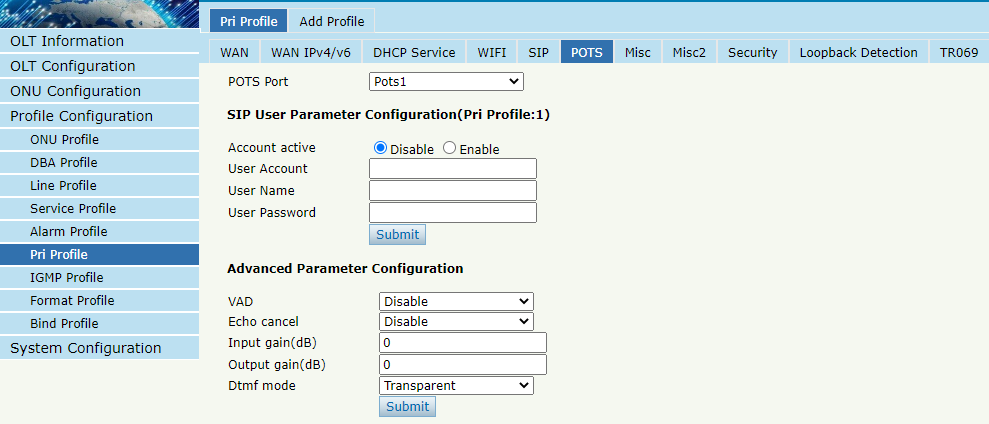 Pri Profile Add Profile
OLT Information
OLT Configuration
ONU Configuration
Profile Configuration
ONU Profile
DBA Profile
Line Profile
Service Profile
Alarm Profile
Pri Profile
IGMP Profile
Format Profile
Bind Profile
System Configuration
WAN WAN IPv4/v6 DHCP Service WIFI SIP POTS Misc Misc2 Security Loopback Detection TR069
POTS Port Pots1
SIP User Parameter Configuration(Pri Profile:1)
Account active Disable Enable
User Account
User Name
User Password
Submit
Advanced Parameter Configuration
VAD Disable
Echo cancel Disable
Input gain(dB) 0
Output gain(dB) 0
Dtmf mode Transparent
Submit